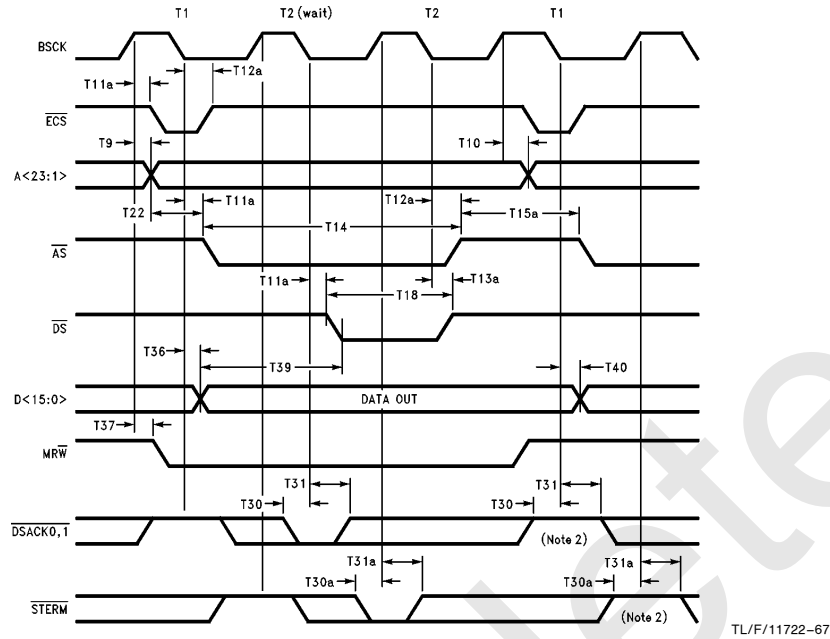 T1 T2 (wait) T2 T1
BSCK
T12a
T11a
ECS
T9 T10
A<23:1>
T22 T11a T12a T15a
T14
AS
T11a T13a
T18
DS
T36 T39 T40
D<15:0> DATA OUT
T37
MRW
T31 T31
T30 T30
DSACK0,1 (Note 2)
T31a T31a
T30a T30a
STERM (Note 2)
TL/F/11722-67
lete